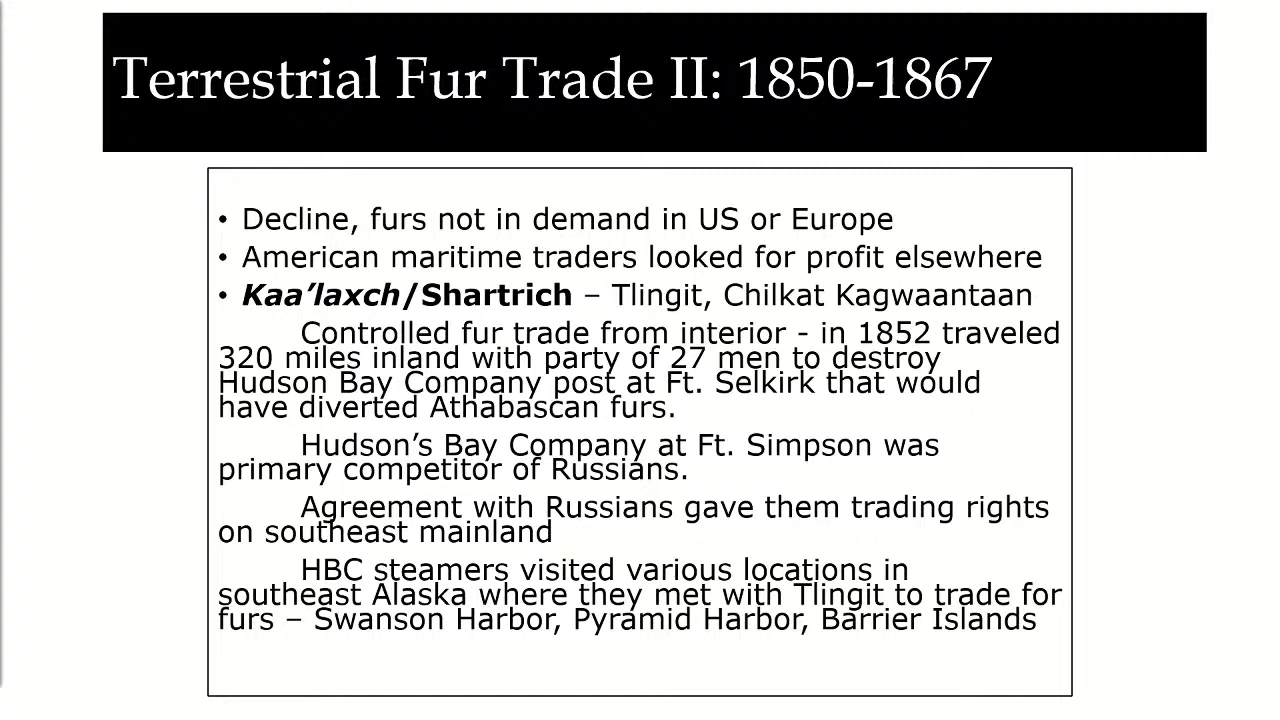 Terrestrial Fur Trade II: 1850-1867
• Decline, furs not in demand in US or Europe
• American maritime traders looked for profit elsewhere
• Kaa’laxch/Shartrich – Tlingit, Chilkat Kagwaantaan
Controlled fur trade from interior - in 1852 traveled
320 miles inland with party of 27 men to destroy
Hudson Bay Company post at Ft. Selkirk that would
have diverted Athabascan furs.
Hudson’s Bay Company at Ft. Simpson was
primary competitor of Russians.
Agreement with Russians gave them trading rights
on southeast mainland
HBC steamers visited various locations in
southeast Alaska where they met with Tlingit to trade for
furs – Swanson Harbor, Pyramid Harbor, Barrier Islands